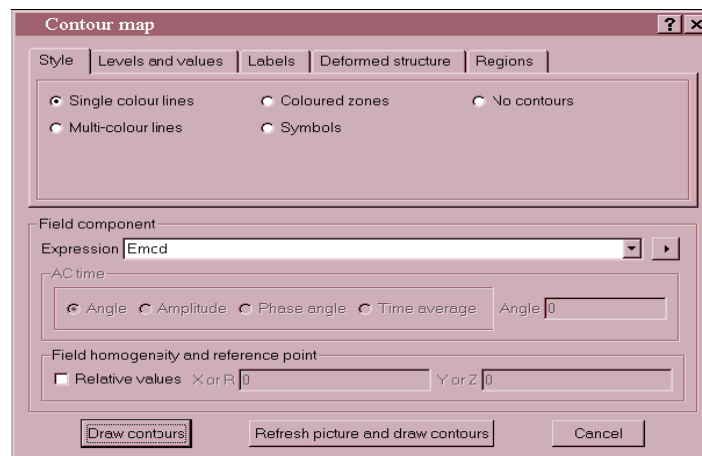 Contour map ? ×
Style Levels and values Labels Deformed structure Regions
Single colour lines Coloured zones No contours
Multi-colour lines Symbols
Field component
Expression Emcd
AC time
Angle Amplitude Phase angle Time average Angle 0
Field homogeneity and reference point
Relative values X or R 0 Y or Z 0
Draw contours Refresh picture and draw contours Cancel